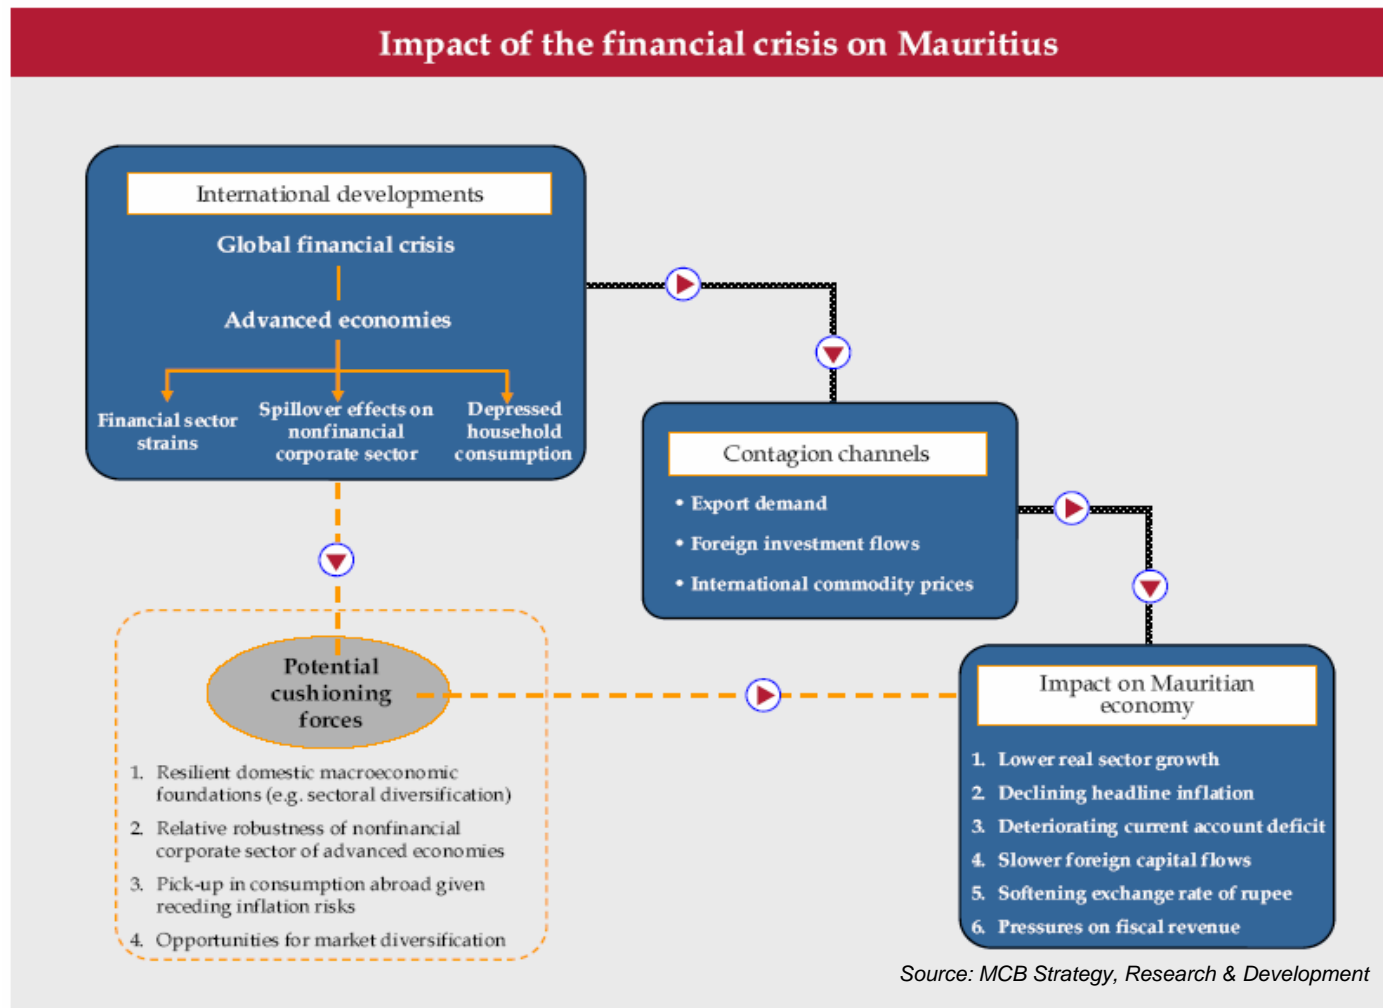 Impact of the financial crisis on Mauritius
International developments
Global financial crisis
Advanced economies
Financial sector
strains
Spillover effects on
nonfinancial
corporate sector
Depressed
household
consumption
Contagion channels
• Export demand
• Foreign investment flows
• International commodity prices
Potential
cushioning
forces
1. Resilient domestic macroeconomic
foundations (e.g. sectoral diversification)
2. Relative robustness of nonfinancial
corporate sector of advanced economies
3. Pick-up in consumption abroad given
receding inflation risks
4. Opportunities for market diversification
Impact on Mauritian
economy
1. Lower real sector growth
2. Declining headline inflation
3. Deteriorating current account deficit
4. Slower foreign capital flows
5. Softening exchange rate of rupee
6. Pressures on fiscal revenue
Source: MCB Strategy, Research & Development